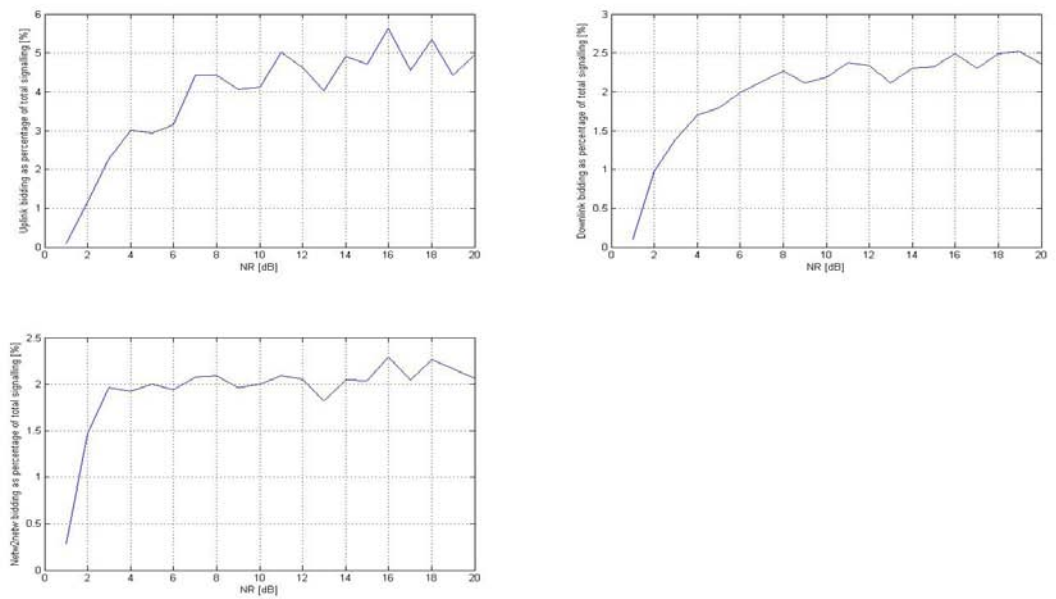 Uplink bidding as percentage of total signalling [%]
6
5
4
3
2
1
0
0 2 4 6 8 10 12 14 16 18 20
NR [dB]
Downlink bidding as percentage of total signalling [%]
3
2.5
2
1.5
1
0.5
0
0 2 4 6 8 10 12 14 16 18 20
NR [dB]
Netw2netw bidding as percentage of total signalling [%]
2.5
2
1.5
1
0.5
0
0 2 4 6 8 10 12 14 16 18 20
NR [dB]